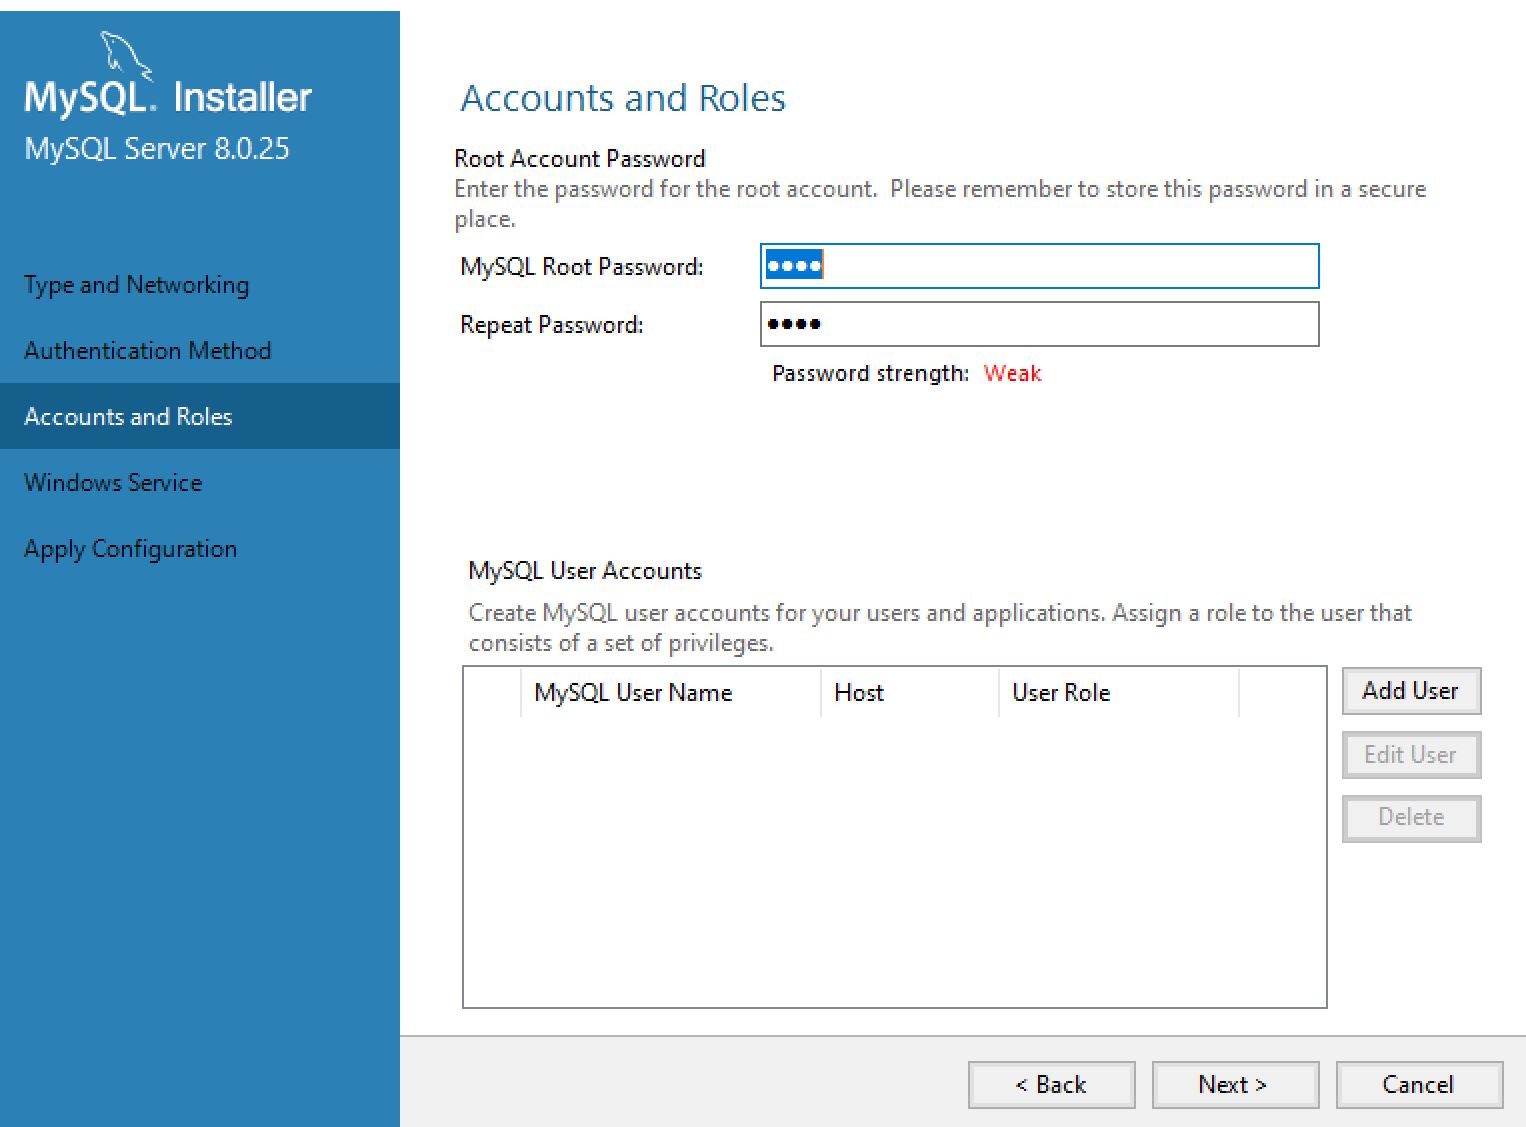 MySQL. Installer
MySQL Server 8.0.25
Type and Networking
Authentication Method
Accounts and Roles
Windows Service
Apply Configuration
Accounts and Roles
Root Account Password
Enter the password for the root account.  Please remember to store this password in a secure
place.
MySQL Root Password: ●●●●
Repeat Password: ●●●●
Password strength: Weak
MySQL User Accounts
Create MySQL user accounts for your users and applications. Assign a role to the user that
consists of a set of privileges.
MySQL User Name Host User Role
Add User
Edit User
Delete
< Back Next > Cancel